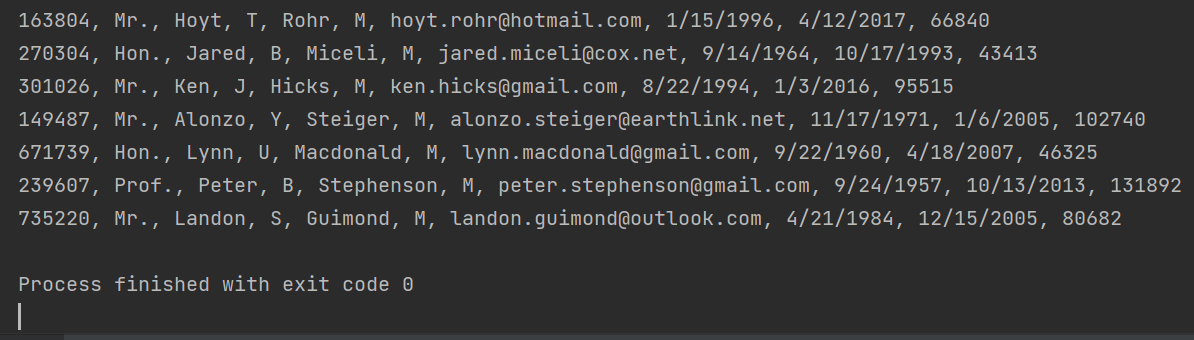 163804, Mr., Hoyt, T, Rohr, M, hoyt.rohr@hotmail.com, 1/15/1996, 4/12/2017, 66840
270304, Hon., Jared, B, Miceli, M, jared.miceli@cox.net, 9/14/1964, 10/17/1993, 43413
301026, Mr., Ken, J, Hicks, M, ken.hicks@gmail.com, 8/22/1994, 1/3/2016, 95515
149487, Mr., Alonzo, Y, Steiger, M, alonzo.steiger@earthlink.net, 11/17/1971, 1/6/2005, 102740
671739, Hon., Lynn, U, Macdonald, M, lynn.macdonald@gmail.com, 9/22/1960, 4/18/2007, 46325
239607, Prof., Peter, B, Stephenson, M, peter.stephenson@gmail.com, 9/24/1957, 10/13/2013, 131892
735220, Mr., Landon, S, Guimond, M, landon.guimond@outlook.com, 4/21/1984, 12/15/2005, 80682
Process finished with exit code 0